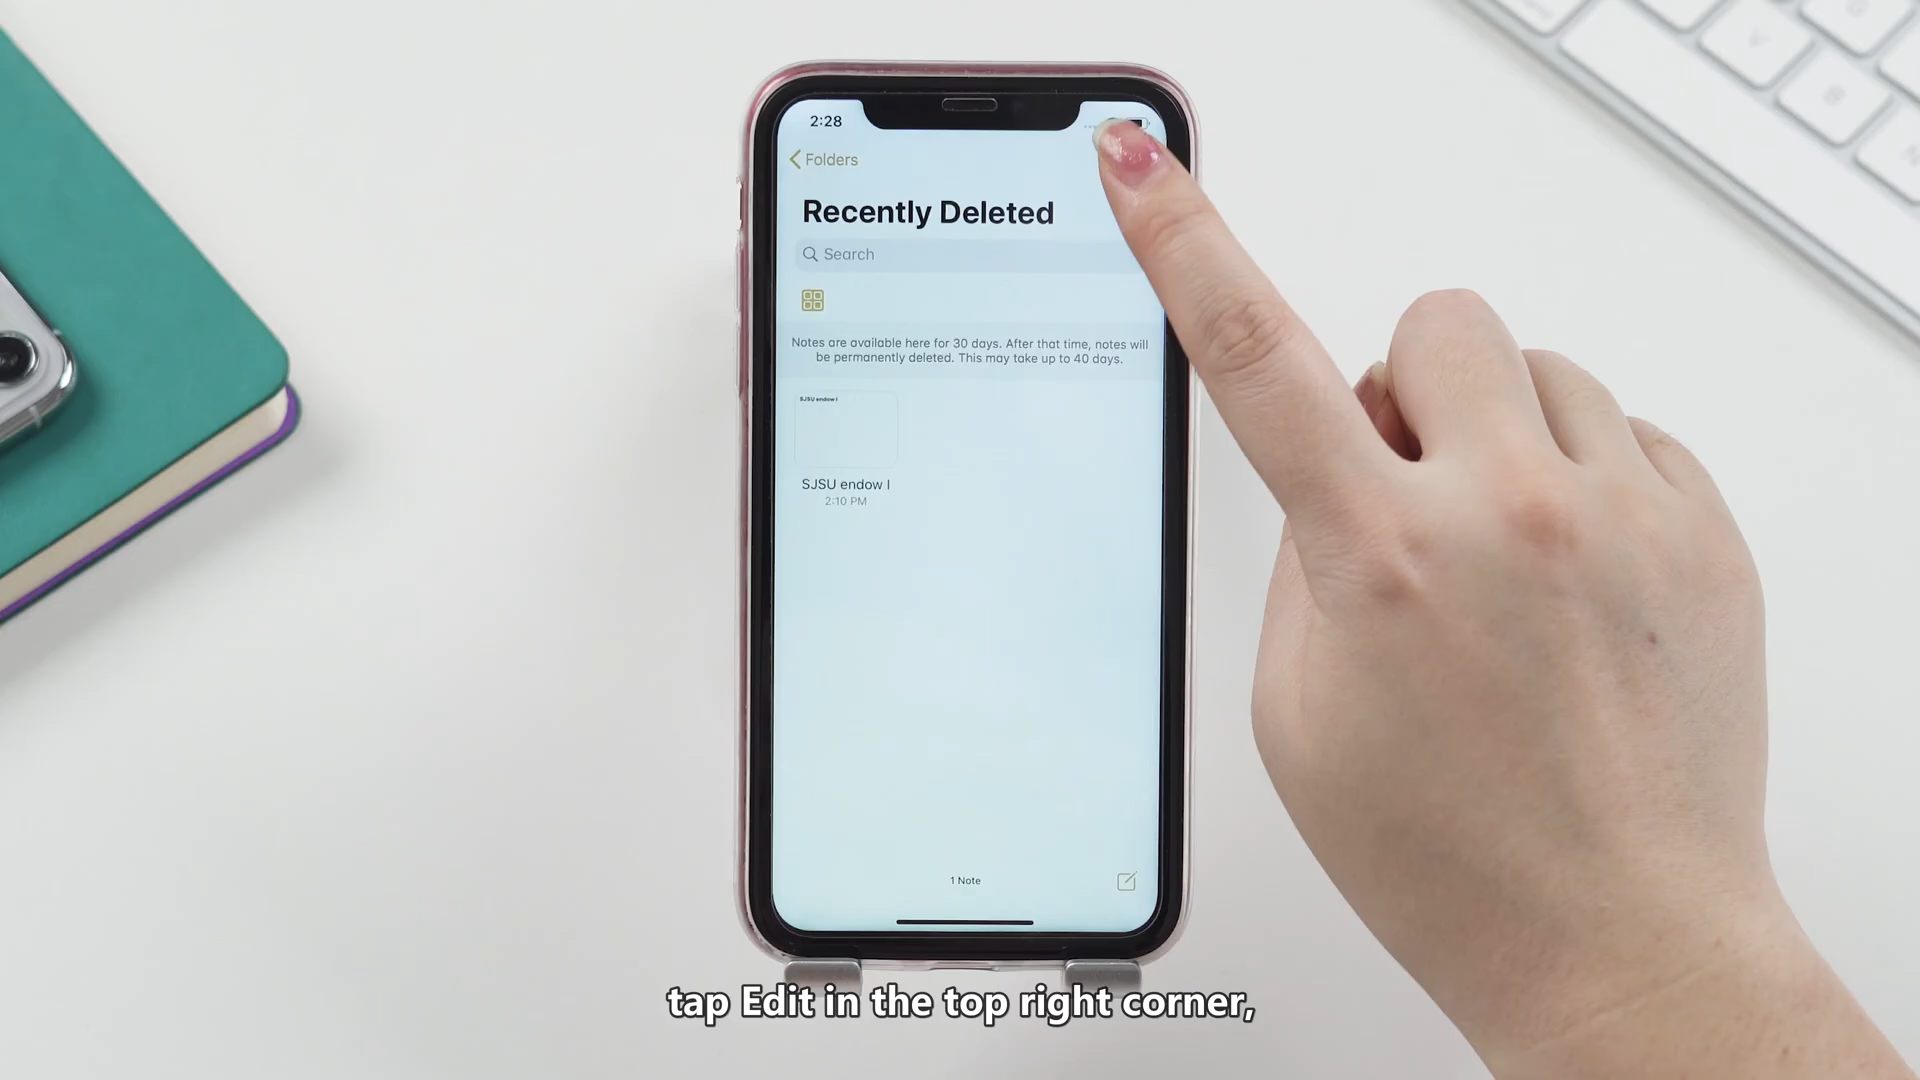 2:28
Folders
Recently Deleted
Search
Notes are available here for 30 days. After that time, notes will
be permanently deleted. This may take up to 40 days.
SJSU endow I
SJSU endow I
2:10 PM
1 Note
tap Edit in the top right corner,
V
B
N